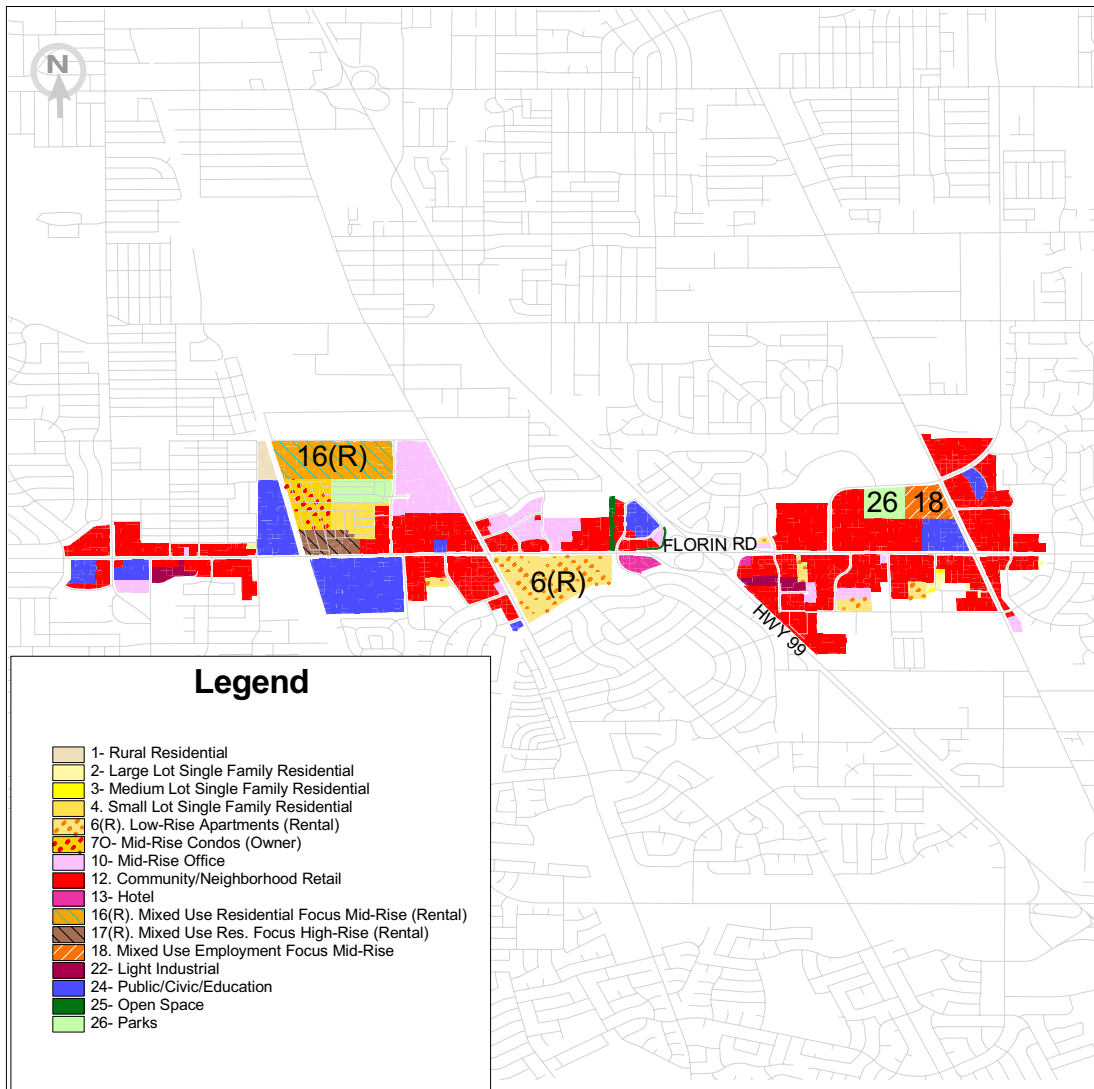 N
16(R)
26
18
FLORIN RD
6(R)
HWY 99
Legend
1- Rural Residential
2- Large Lot Single Family Residential
3- Medium Lot Single Family Residential
4. Small Lot Single Family Residential
6(R). Low-Rise Apartments (Rental)
7O- Mid-Rise Condos (Owner)
10- Mid-Rise Office
12. Community/Neighborhood Retail
13- Hotel
16(R). Mixed Use Residential Focus Mid-Rise (Rental)
17(R). Mixed Use Res. Focus High-Rise (Rental)
18. Mixed Use Employment Focus Mid-Rise
22- Light Industrial
24- Public/Civic/Education
25- Open Space
26- Parks